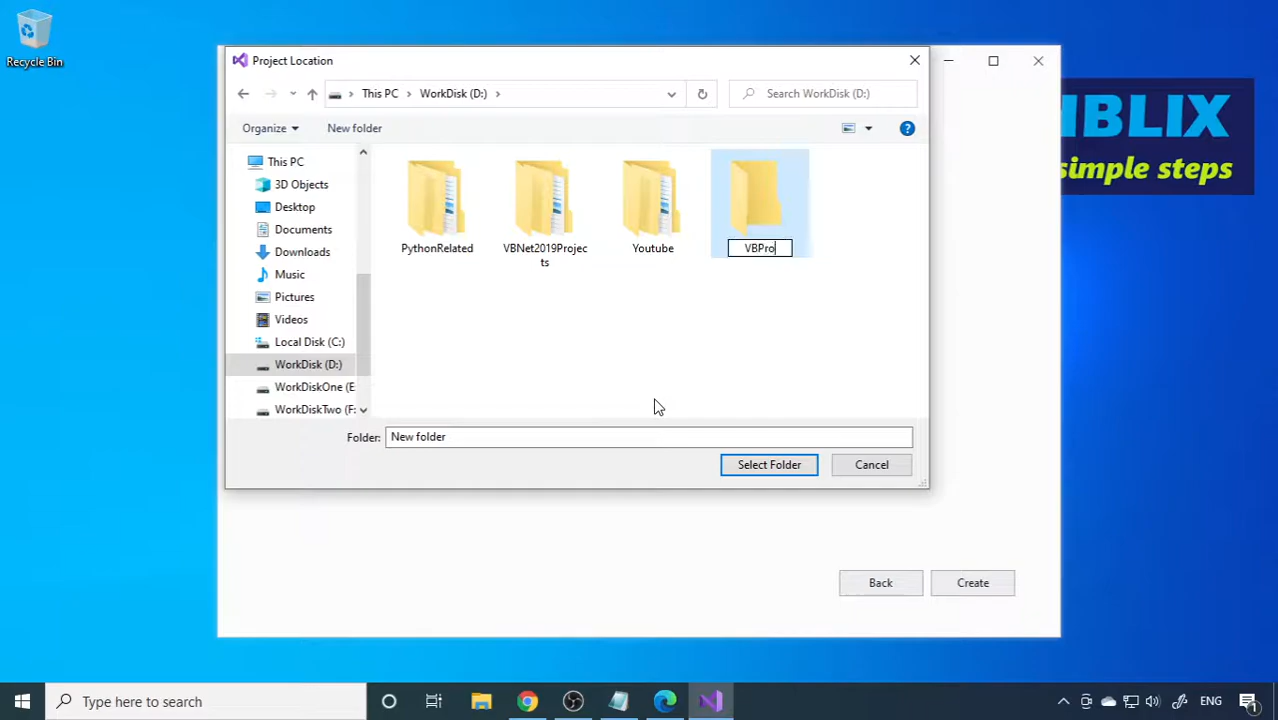 Recycle Bin
Project Location
This PC
WorkDisk (D:)
Search WorkDisk (D:)
Organize
New folder
This PC
3D Objects
Desktop
Documents
Downloads
Music
Pictures
Videos
Local Disk (C:)
WorkDisk (D:)
WorkDiskOne (E
WorkDiskTwo (F:
PythonRelated
VBNet2019Projec
ts
Youtube
VBPro
Folder:
New folder
Select Folder
Cancel
BLIX
simple steps
Back
Create
Type here to search
ENG
1